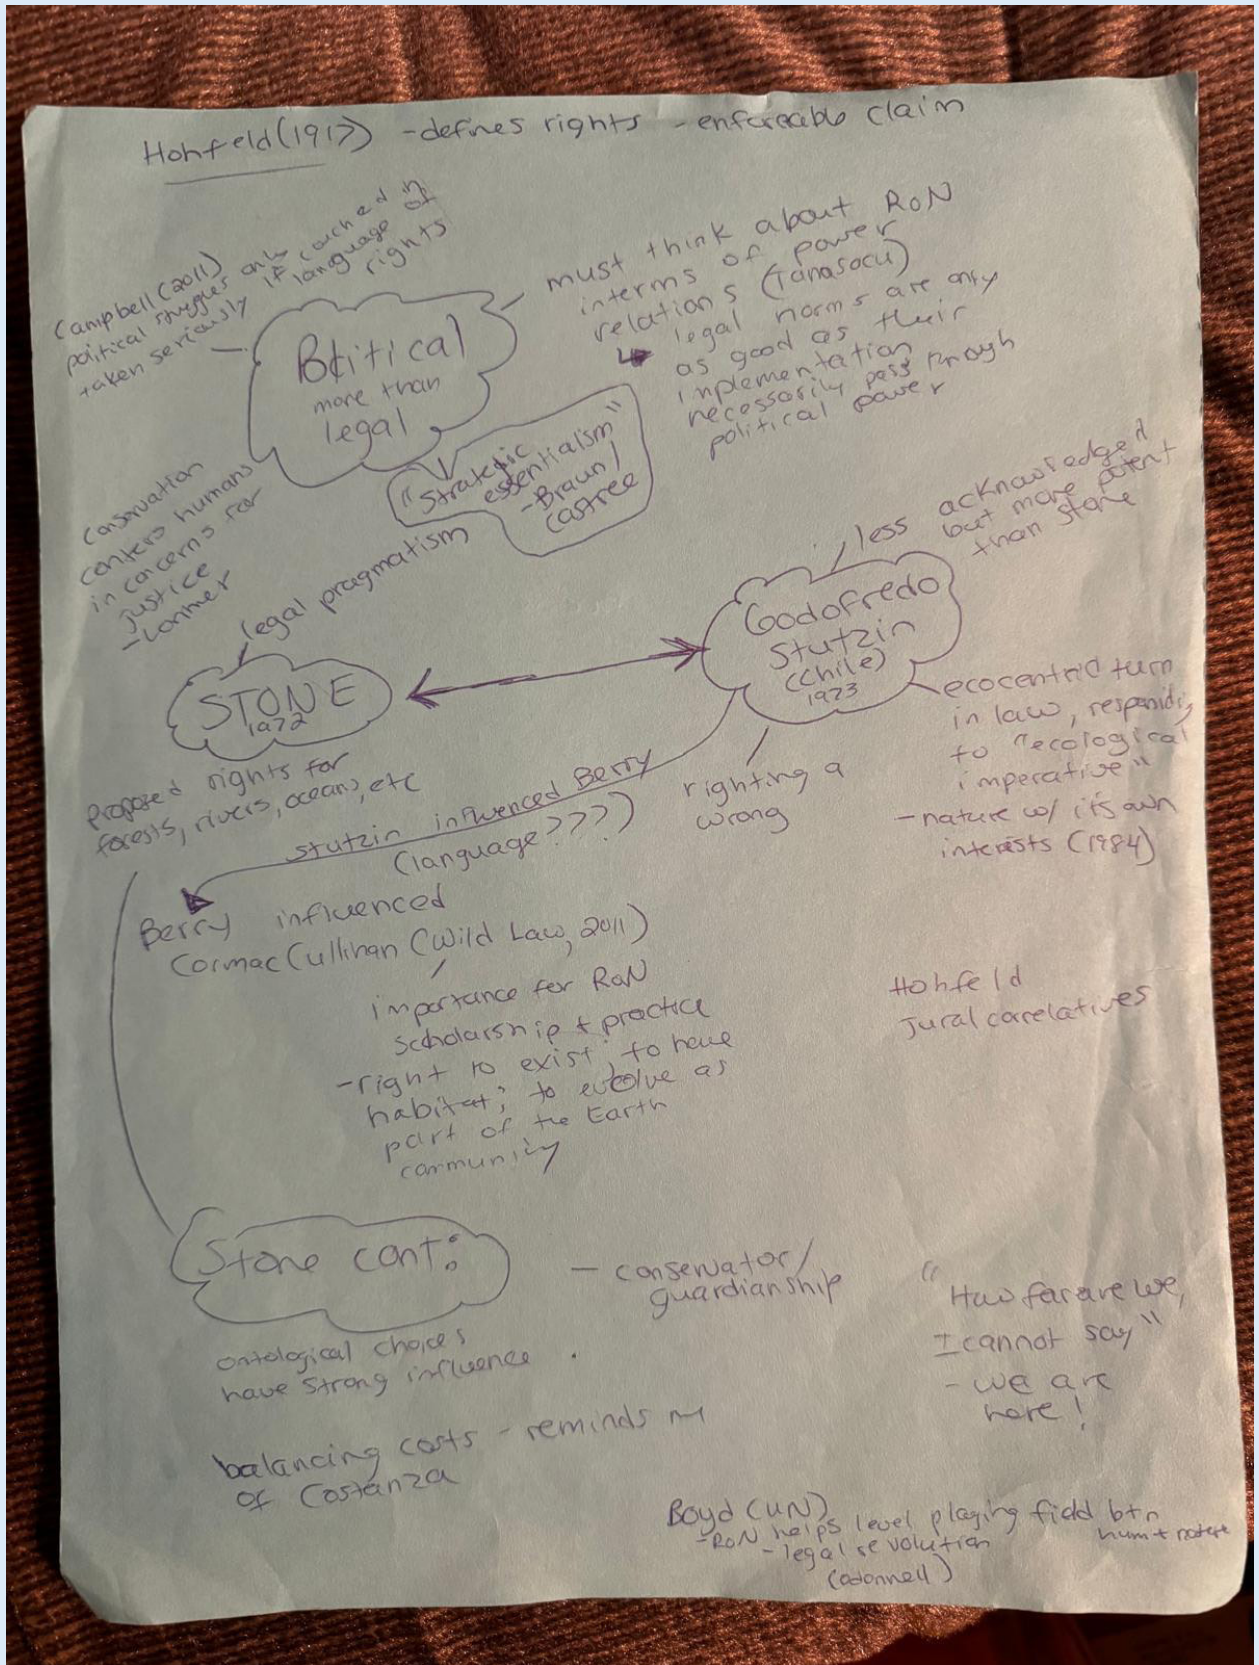 Hohfeld (1917) - defines rights - enforceable claim
Campbell (2011)
political struggles only couched in
taken seriously if language of
rights
Political
more than
legal
must think about RoN
interms of power
relations (Tanasacu)
legal norms are only
as good as their
implementation
necessarily pass through
political power
"Strategic
essentialism"
- Braun /
Castree
Conservation
centers humans
in concerns for
justice
- Lorimer
legal pragmatism
STONE
1972
Proposed rights for
forests, rivers, oceans, etc
less acknowledged
but more potent
than Stone
Godofredo
Stutzin
(Chile)
1973
ecocentric turn
in law, responding
to "ecological
imperative"
- nature w/ its own
interests (1984)
righting a
wrong
Stutzin influenced Berry
(language????)
Berry influenced
Cormac Cullinan (Wild Law, 2011)
importance for RoN
scholarship + practice
- right to exist; to have
habitat; to evolve as
part of the Earth
community
Hohfeld
jural correlatives
Stone cont:
- conservator/
guardianship
ontological choices
have strong influence .
balancing costs - reminds m
of Costanza
"How far are we,
I cannot say"
- we are
here!
Boyd (UN)
- RoN helps level playing field btn
hum + nature
- legal revolution
(odonnell)